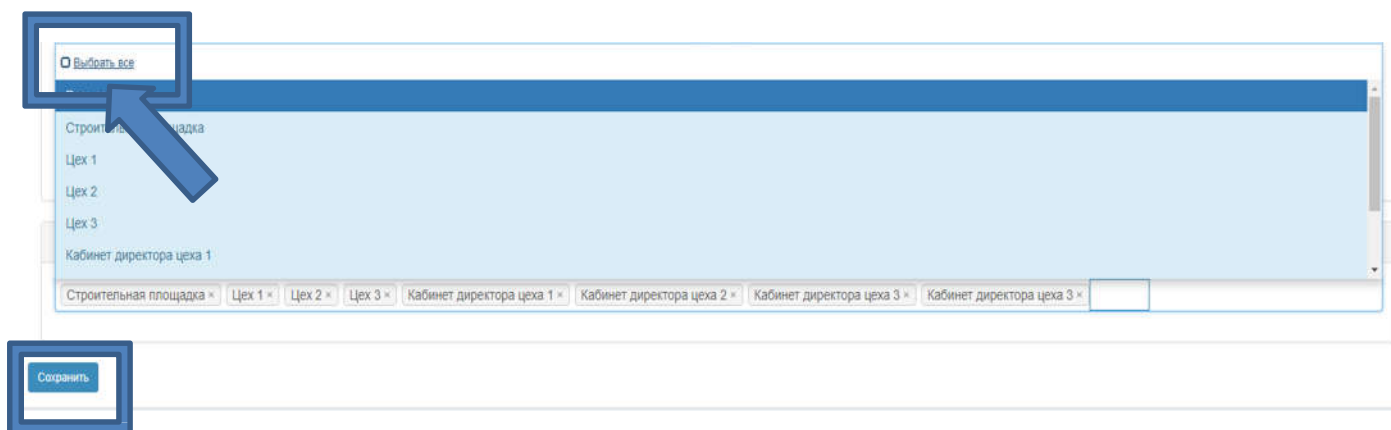 Выбрать все
Строительная площадка
Цех 1
Цех 2
Цех 3
Кабинет директора цеха 1
Строительная площадка × Цех 1 × Цех 2 × Цех 3 × Кабинет директора цеха 1 × Кабинет директора цеха 2 × Кабинет директора цеха 3 × Кабинет директора цеха 3 ×
Сохранить